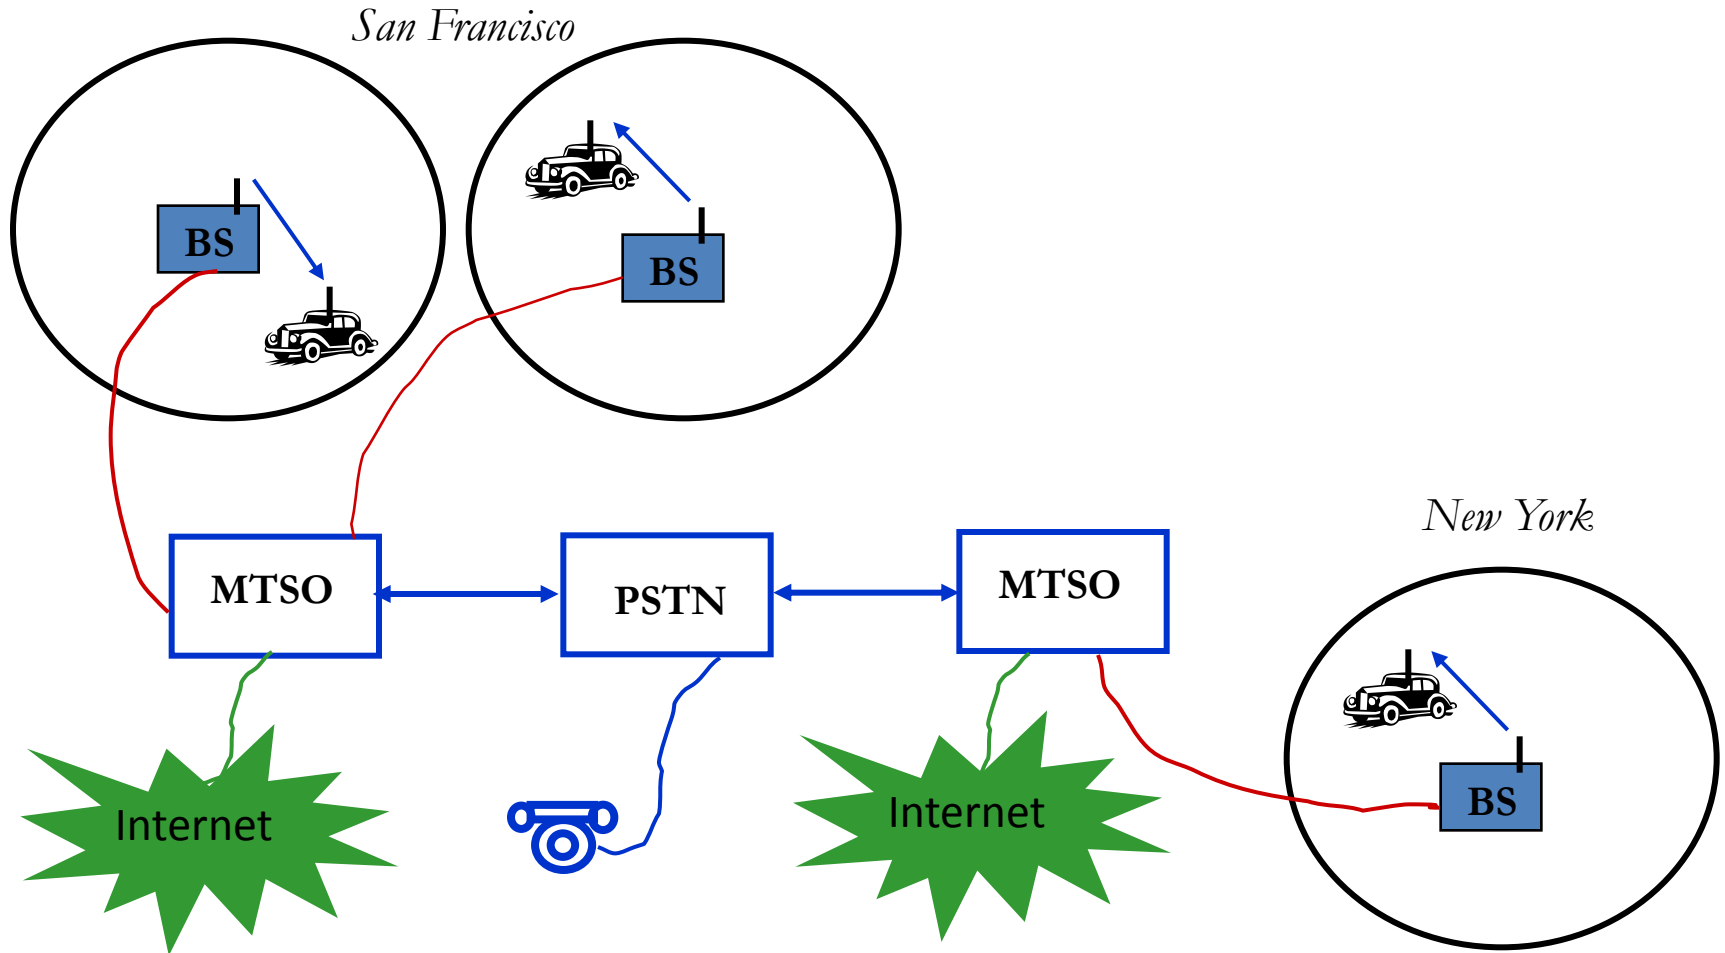 San Francisco
BS
BS
New York
MTSO
PSTN
MTSO
BS
Internet
Internet